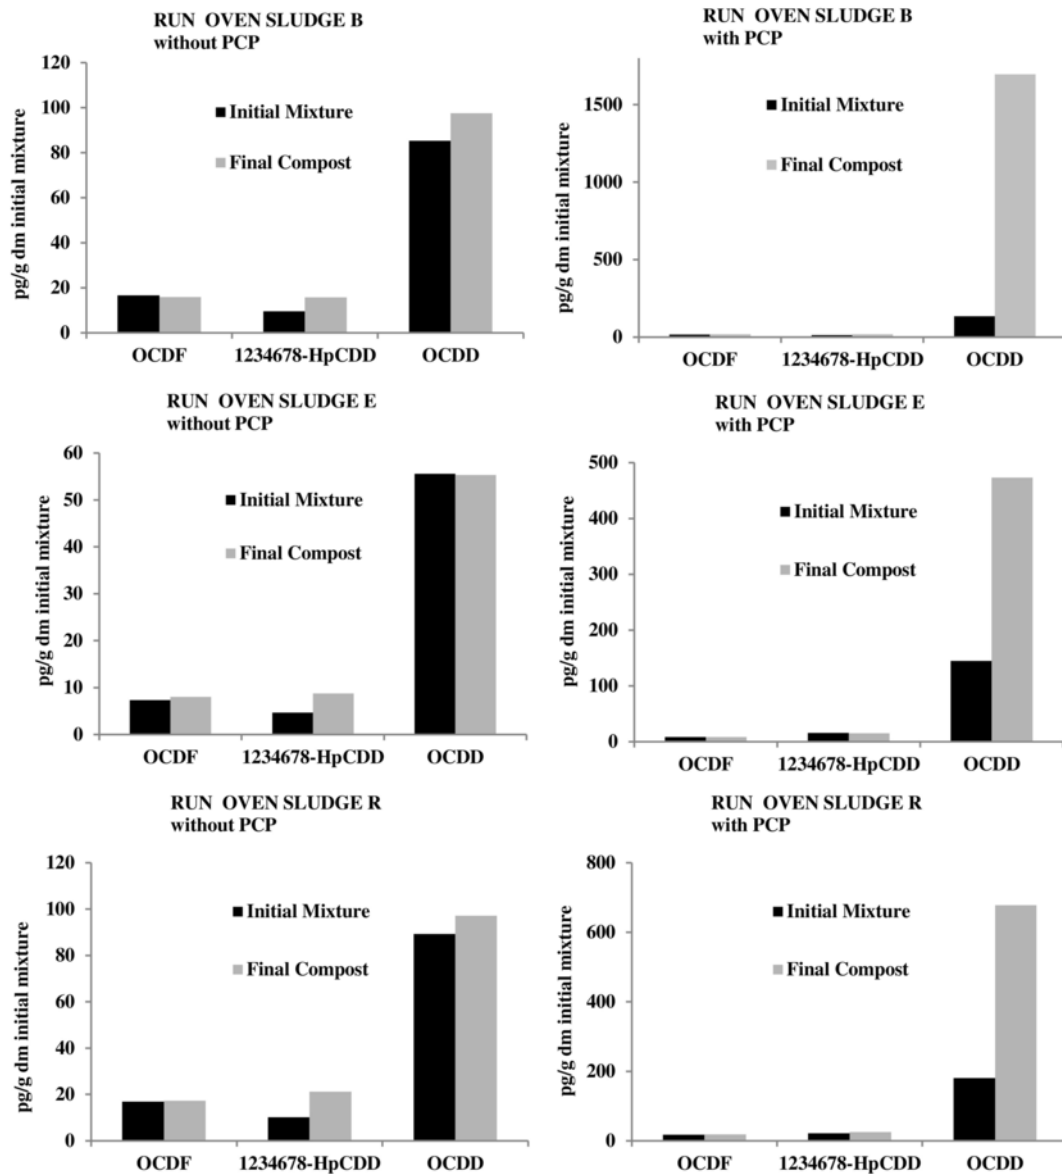 RUN OVEN SLUDGE B
without PCP
pg/g dm initial mixture
120
100
80
60
40
20
0
Initial Mixture
Final Compost
OCDF 1234678-HpCDD OCDD
RUN OVEN SLUDGE B
with PCP
pg/g dm initial mixture
1500
1000
500
0
Initial Mixture
Final Compost
OCDF 1234678-HpCDD OCDD
RUN OVEN SLUDGE E
without PCP
pg/g dm initial mixture
60
50
40
30
20
10
0
Initial Mixture
Final Compost
OCDF 1234678-HpCDD OCDD
RUN OVEN SLUDGE E
with PCP
pg/g dm initial mixture
500
400
300
200
100
0
Initial Mixture
Final Compost
OCDF 1234678-HpCDD OCDD
RUN OVEN SLUDGE R
without PCP
pg/g dm initial mixture
120
100
80
60
40
20
0
Initial Mixture
Final Compost
OCDF 1234678-HpCDD OCDD
RUN OVEN SLUDGE R
with PCP
pg/g dm initial mixture
800
600
400
200
0
Initial Mixture
Final Compost
OCDF 1234678-HpCDD OCDD